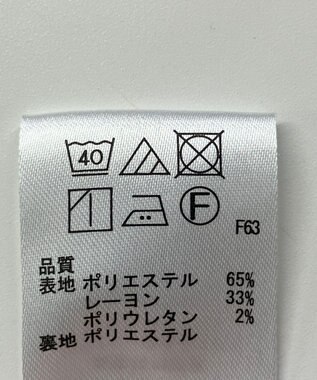 40
F
F63
品質
表地 ポリエステル 65%
レーヨン 33%
ポリウレタン 2%
裏地 ポリエステル